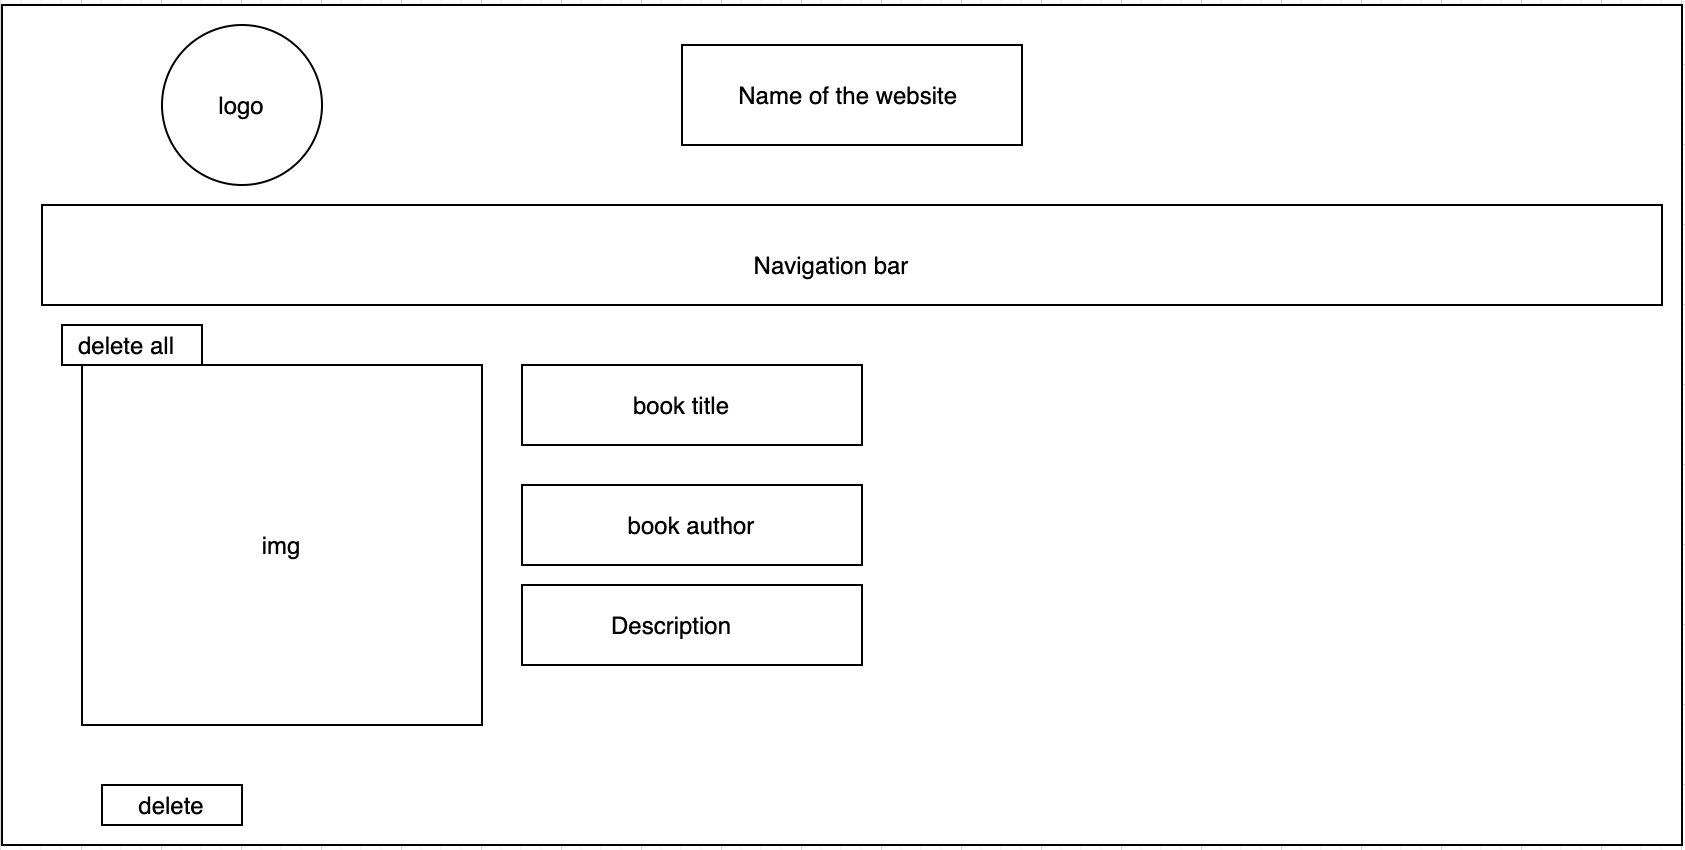 logo
Name of the website
Navigation bar
delete all
img
book title
book author
Description
delete